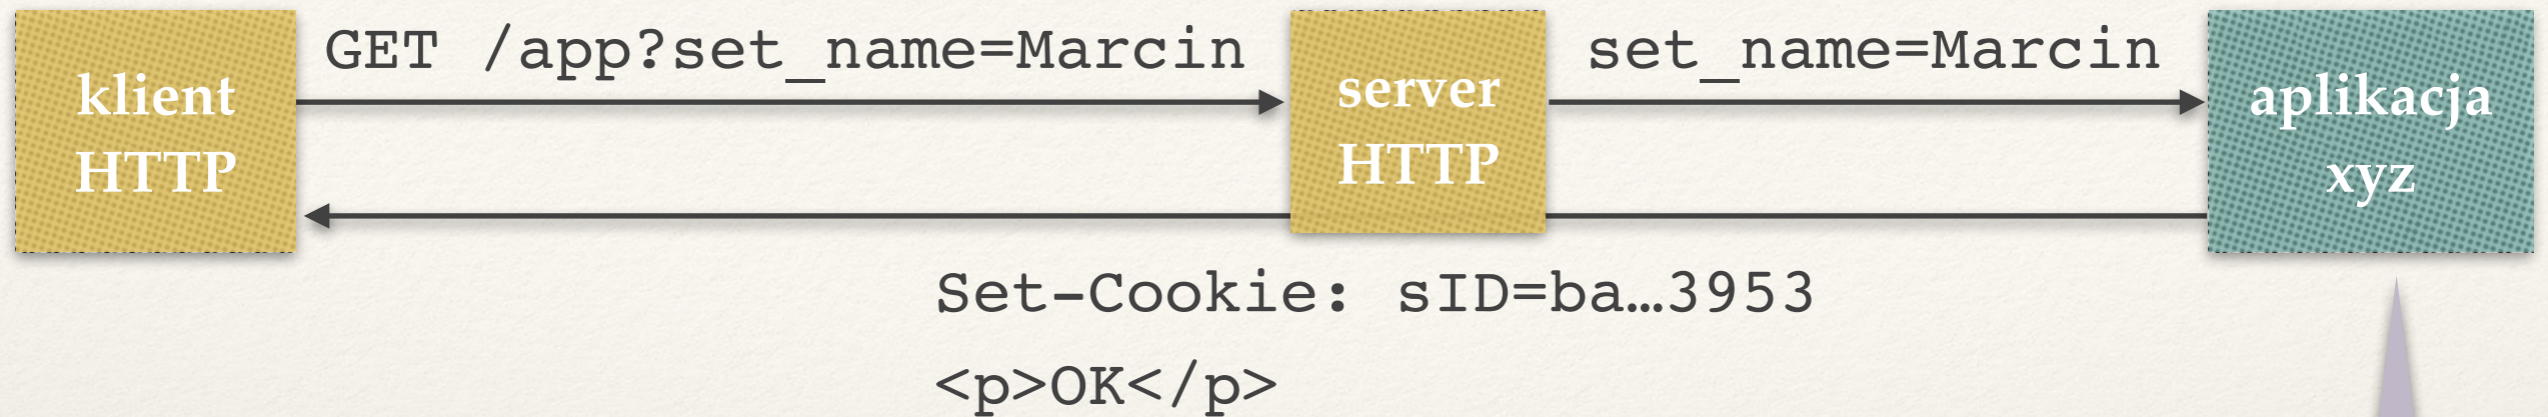 klient
HTTP
GET /app?set_name=Marcin
server
HTTP
set_name=Marcin
aplikacja
xyz
Set-Cookie: sID=ba…3953
<p>OK</p>